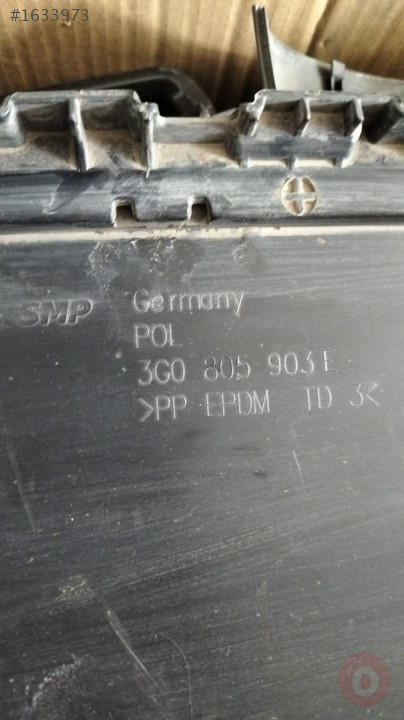 #1633973
SMP Germany
POL
3G0 805 903 E
>PP EPDM TD 3<